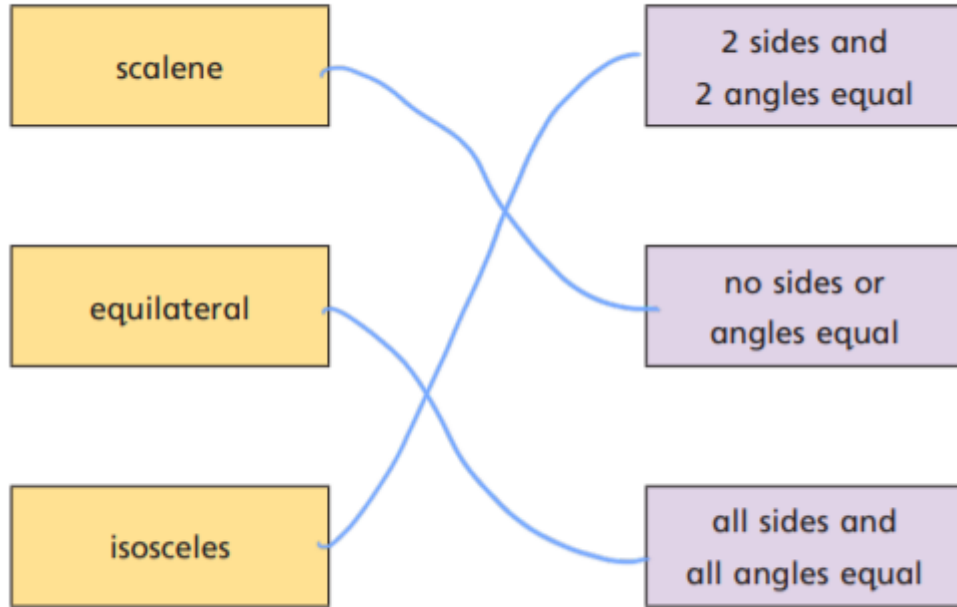 scalene
2 sides and
2 angles equal
equilateral
no sides or
angles equal
isosceles
all sides and
all angles equal